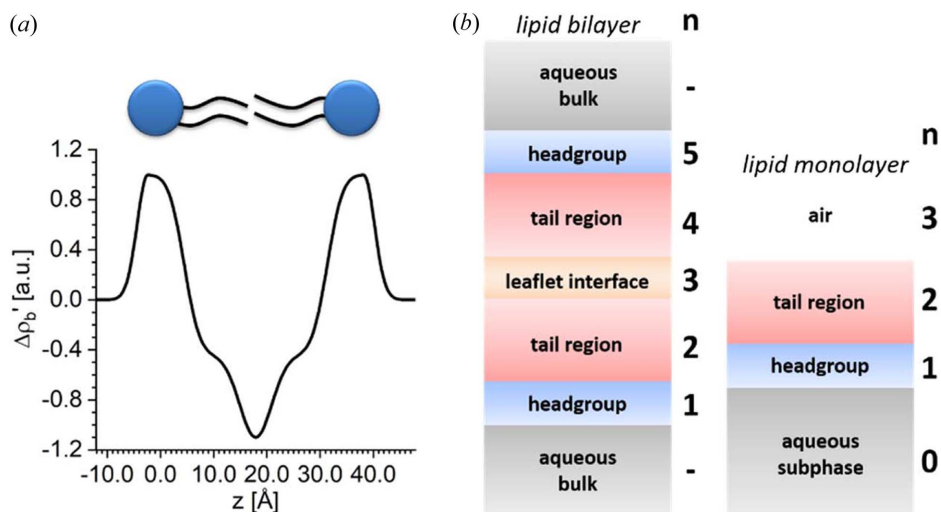 (a)
1.2
0.8
0.4
0.0
-0.4
-0.8
-1.2
Δρb' [a.u.]
-10.0 0.0 10.0 20.0 30.0 40.0
z [Å]
(b)
lipid bilayer n
aqueous
bulk -
headgroup 5
tail region 4
leaflet interface 3
tail region 2
headgroup 1
aqueous
bulk -
n
lipid monolayer
air 3
tail region 2
headgroup 1
aqueous
subphase 0